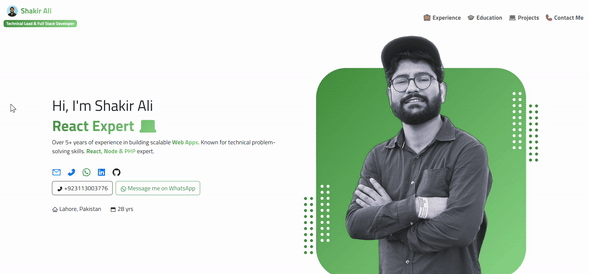 Shakir Ali
Technical Lead & Full Stack Developer
Experience
Education
Projects
Contact Me
Hi, I'm Shakir Ali
React Expert
Over 5+ years of experience in building scalable Web Apps. Known for technical problem-
solving skills. React, Node & PHP expert.
+923113003776
Message me on WhatsApp
Lahore, Pakistan
28 yrs